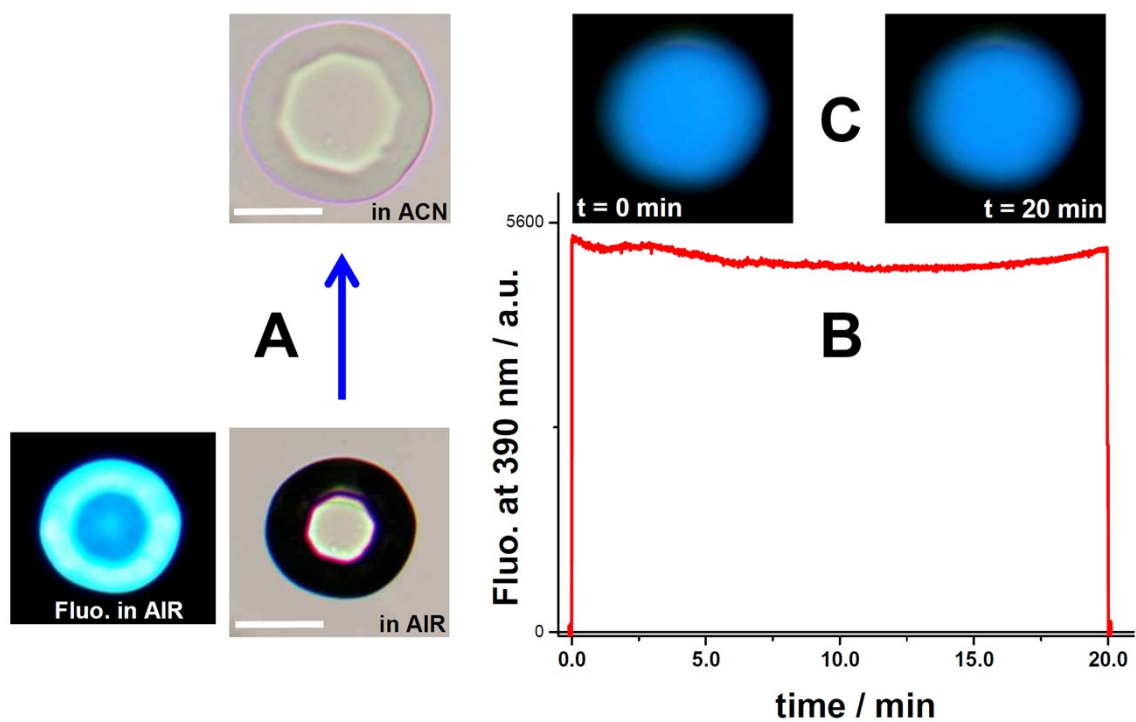 in ACN
A
Fluo. in AIR
in AIR
t = 0 min
C
t = 20 min
5600
B
Fluo. at 390 nm / a.u.
0
0.0 5.0 10.0 15.0 20.0
time / min